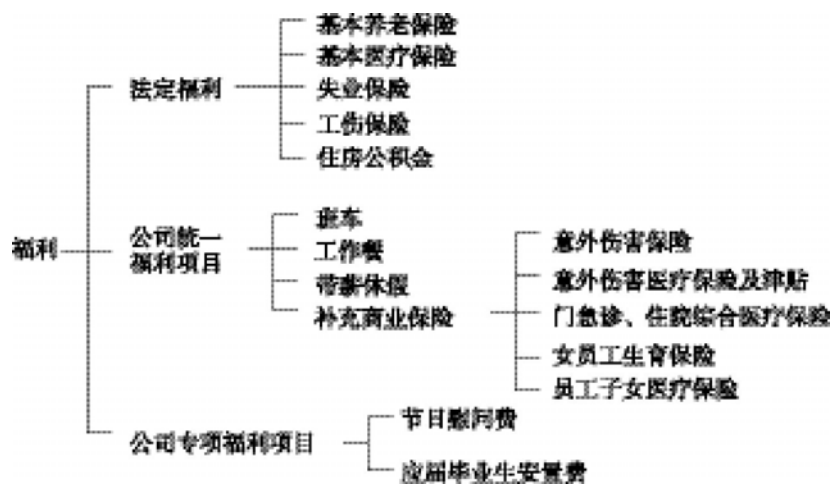 福利
法定福利
基本养老保险
基本医疗保险
失业保险
工伤保险
住房公积金
公司统一
福利项目
班车
工作餐
带薪休假
补充商业保险
意外伤害保险
意外伤害医疗保险及津贴
门急诊、住院综合医疗保险
女员工生育保险
员工子女医疗保险
公司专项福利项目
节日慰问费
应届毕业生安置费